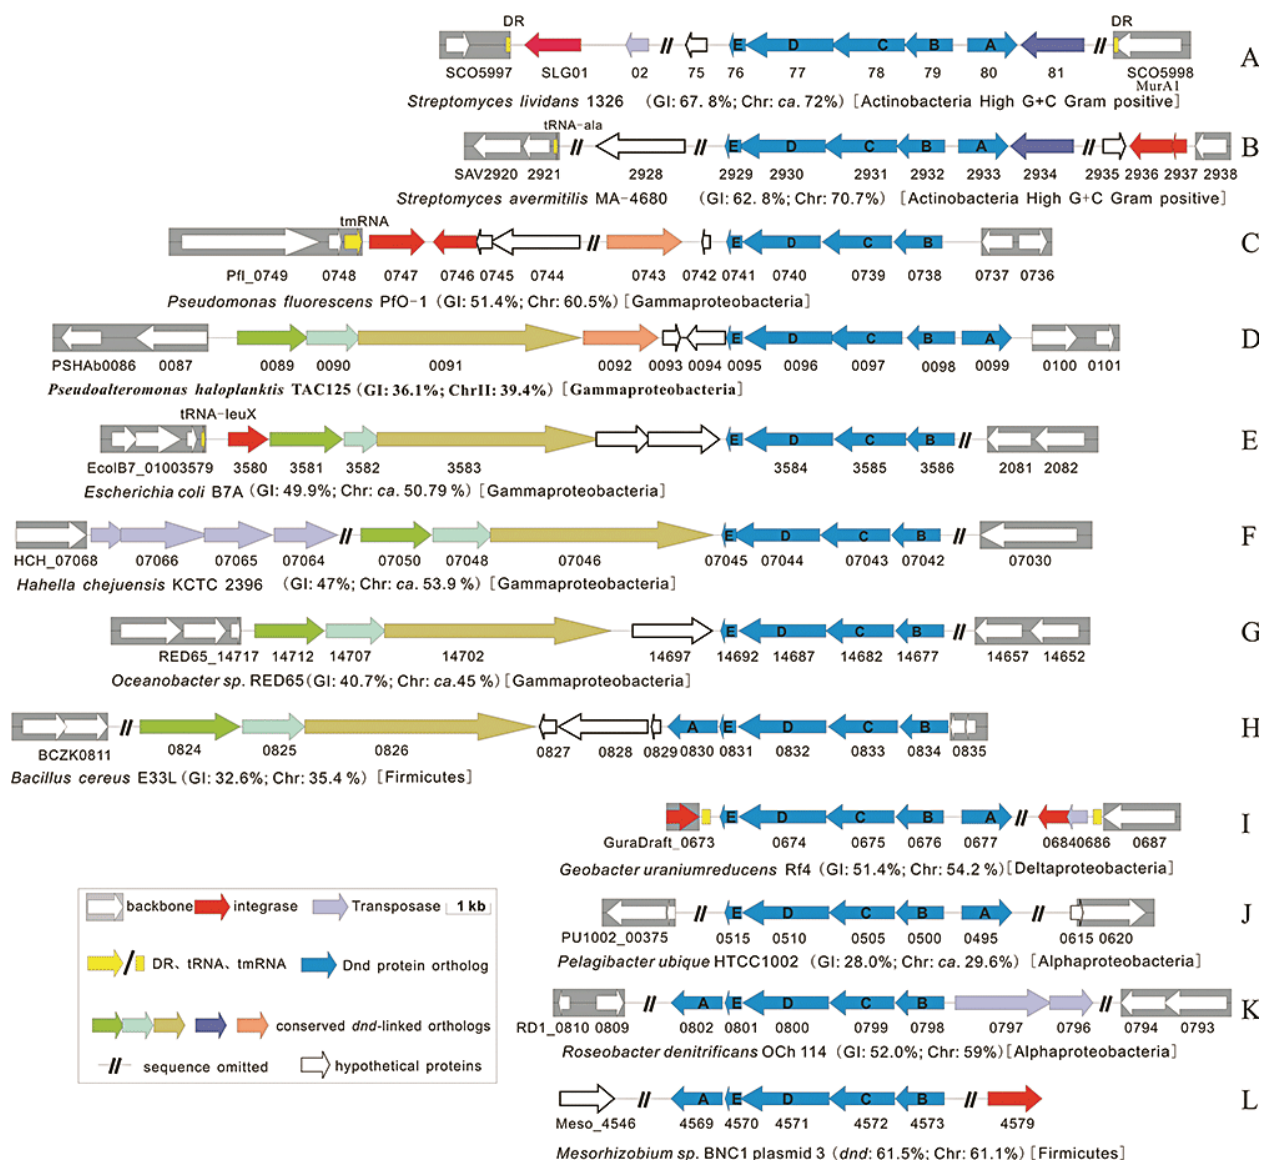 DR DR
E D C B A A
SCO5997 SLG01 02 75 76 77 78 79 80 81 SCO5998
MurA1
Streptomyces lividans 1326 (GI: 67. 8%; Chr: ca. 72%) [Actinobacteria High G+C Gram positive]
tRNA-ala
E D C B A B
SAV2920 2921 2928 2929 2930 2931 2932 2933 2934 2935 2936 2937 2938
Streptomyces avermitilis MA-4680 (GI: 62. 8%; Chr: 70.7%) [Actinobacteria High G+C Gram positive]
tmRNA
E D C B C
Pfl_0749 0748 0747 0746 0745 0744 0743 0742 0741 0740 0739 0738 0737 0736
Pseudomonas fluorescens PfO-1 (GI: 51.4%; Chr: 60.5%) [Gammaproteobacteria]
E D C B A D
PSHAb0086 0087 0089 0090 0091 0092 0093 0094 0095 0096 0097 0098 0099 0100 0101
Pseudoalteromonas haloplanktis TAC125 (GI: 36.1%; ChrII: 39.4%) [Gammaproteobacteria]
tRNA-leuX
E D C B E
EcolB7_01003579 3580 3581 3582 3583 3584 3585 3586 2081 2082
Escherichia coli B7A (GI: 49.9%; Chr: ca. 50.79 %) [Gammaproteobacteria]
E D C B F
HCH_07068 07066 07065 07064 07050 07048 07046 07045 07044 07043 07042 07030
Hahella chejuensis KCTC 2396 (GI: 47%; Chr: ca. 53.9 %) [Gammaproteobacteria]
E D C B G
RED65_14717 14712 14707 14702 14697 14692 14687 14682 14677 14657 14652
Oceanobacter sp. RED65 (GI: 40.7%; Chr: ca.45 %) [Gammaproteobacteria]
A E D C B H
BCZK0811 0824 0825 0826 0827 0828 0829 0830 0831 0832 0833 0834 0835
Bacillus cereus E33L (GI: 32.6%; Chr: 35.4 %) [Firmicutes]
E D C B A I
GuraDraft_0673 0674 0675 0676 0677 0684 0686 0687
Geobacter uraniumreducens Rf4 (GI: 51.4%; Chr: 54.2 %) [Deltaproteobacteria]
E D C B A J
PU1002_00375 0515 0510 0505 0500 0495 0615 0620
Pelagibacter ubique HTCC1002 (GI: 28.0%; Chr: ca. 29.6%) [Alphaproteobacteria]
A E D C B K
RD1_0810 0809 0802 0801 0800 0799 0798 0797 0796 0794 0793
Roseobacter denitrificans OCh 114 (GI: 52.0%; Chr: 59%) [Alphaproteobacteria]
A E D C B L
Meso_4546 4569 4570 4571 4572 4573 4579
Mesorhizobium sp. BNC1 plasmid 3 (dnd: 61.5%; Chr: 61.1%) [Firmicutes]
backbone integrase Transposase 1 kb
DR、tRNA、tmRNA Dnd protein ortholog
conserved dnd-linked orthologs
sequence omitted hypothetical proteins